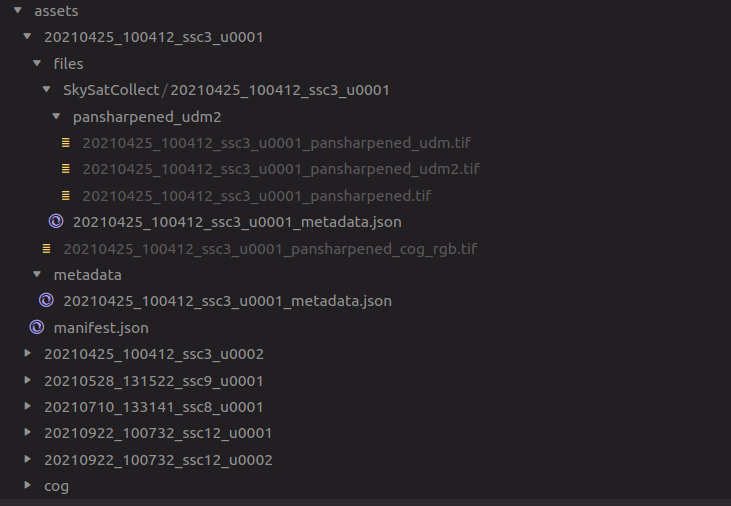 assets
20210425_100412_ssc3_u0001
files
SkySatCollect/20210425_100412_ssc3_u0001
pansharpened_udm2
20210425_100412_ssc3_u0001_pansharpened_udm.tif
20210425_100412_ssc3_u0001_pansharpened_udm2.tif
20210425_100412_ssc3_u0001_pansharpened.tif
20210425_100412_ssc3_u0001_metadata.json
20210425_100412_ssc3_u0001_pansharpened_cog_rgb.tif
metadata
20210425_100412_ssc3_u0001_metadata.json
manifest.json
20210425_100412_ssc3_u0002
20210528_131522_ssc9_u0001
20210710_133141_ssc8_u0001
20210922_100732_ssc12_u0001
20210922_100732_ssc12_u0002
cog